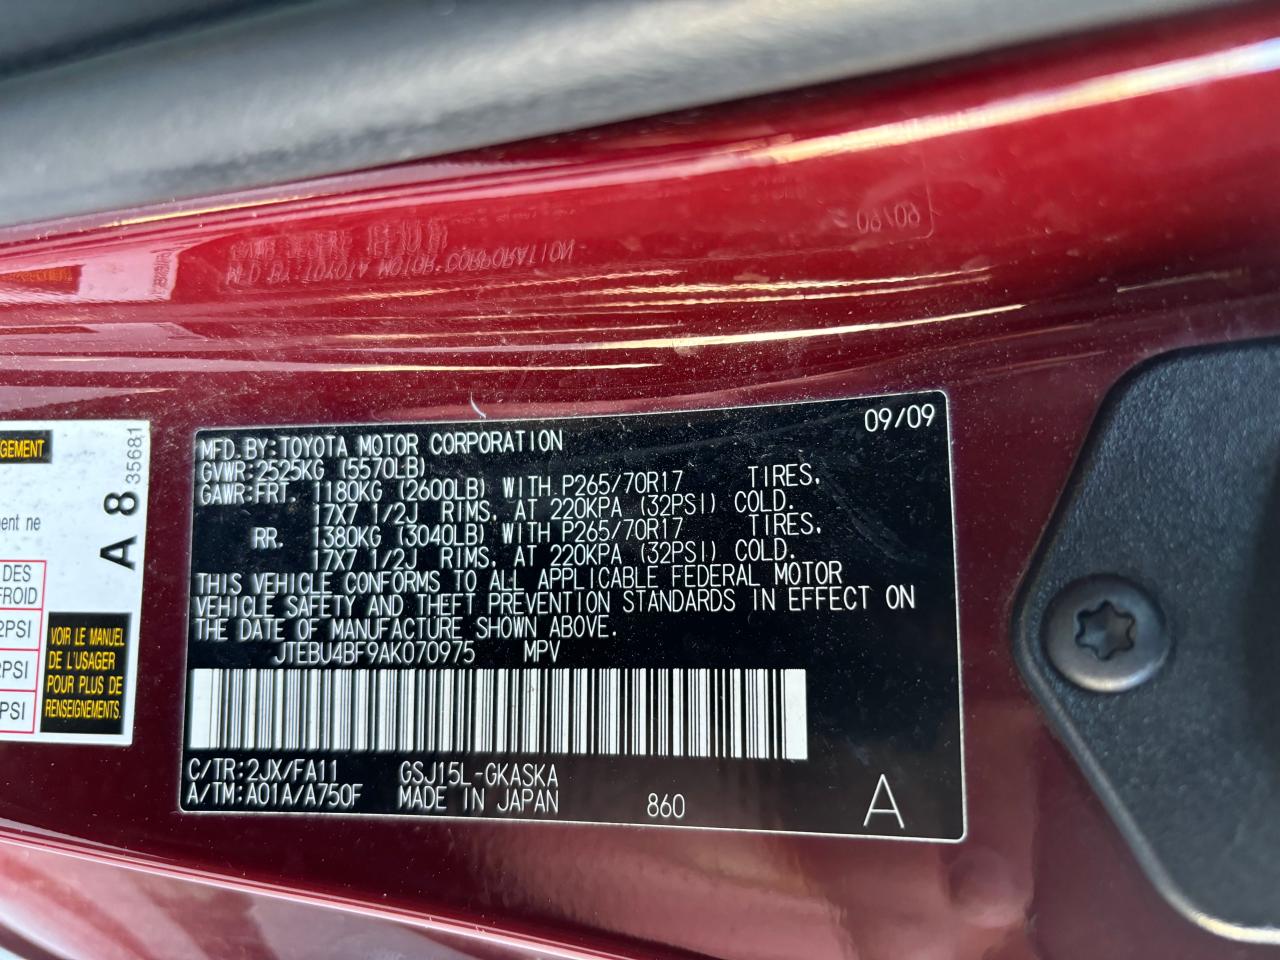 GEMENT
ent ne
DES
FROID
2PSI
PSI
PSI
A 8 35681
VOIR LE MANUEL
DE L'USAGER
POUR PLUS DE
RENSEIGNEMENTS.
09/09
MFD.BY:TOYOTA MOTOR CORPORATION
GVWR:2525KG (5570LB)
GAWR:FRT. 1180KG (2600LB) WITH P265/70R17 TIRES,
17X7 1/2J RIMS, AT 220KPA (32PSI) COLD.
RR. 1380KG (3040LB) WITH P265/70R17 TIRES,
17X7 1/2J RIMS, AT 220KPA (32PSI) COLD.
THIS VEHICLE CONFORMS TO ALL APPLICABLE FEDERAL MOTOR
VEHICLE SAFETY AND THEFT PREVENTION STANDARDS IN EFFECT ON
THE DATE OF MANUFACTURE SHOWN ABOVE.
JTEBU4BF9AK070975 MPV
C/TR:2JX/FA11 GSJ15L-GKASKA
A/TM:A01A/A750F MADE IN JAPAN 860 A